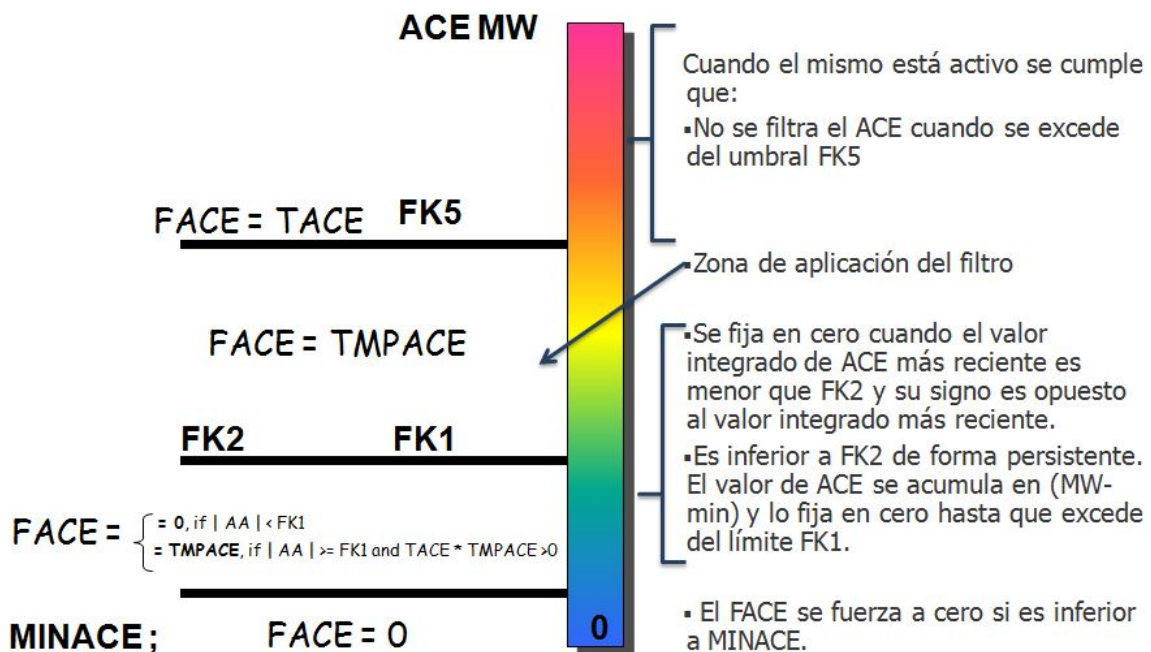 ACE MW
Cuando el mismo está activo se cumple
que:
▪No se filtra el ACE cuando se excede
del umbral FK5
FACE = TACE FK5
▪Zona de aplicación del filtro
FACE = TMPACE
▪Se fija en cero cuando el valor
integrado de ACE más reciente es
menor que FK2 y su signo es opuesto
al valor integrado más reciente.
FK2 FK1
▪Es inferior a FK2 de forma persistente.
El valor de ACE se acumula en (MW-
min) y lo fija en cero hasta que excede
del límite FK1.
FACE =
= 0, if | AA | < FK1
= TMPACE, if | AA | >= FK1 and TACE * TMPACE >0
▪ El FACE se fuerza a cero si es inferior
a MINACE.
MINACE ; FACE = 0
0